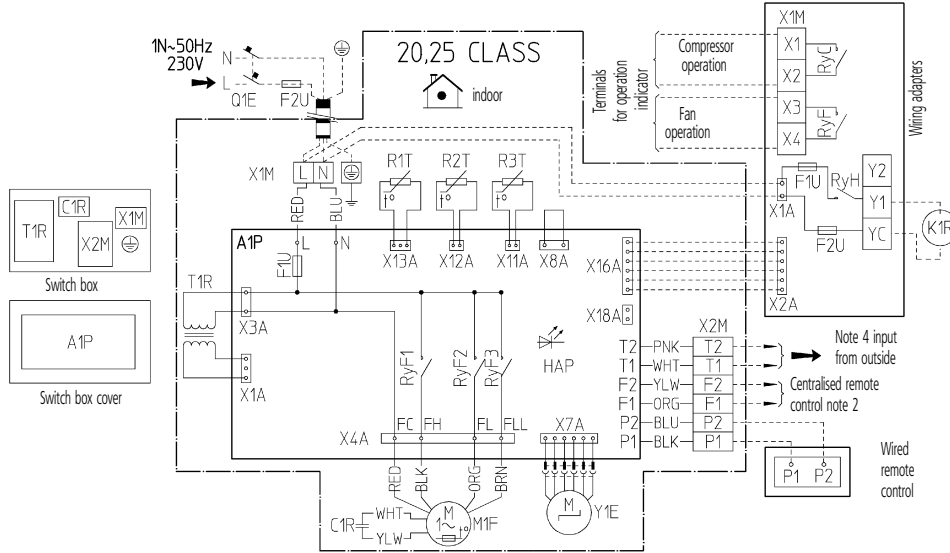 1N~50Hz
230V
N
L
Q1E
F2U
20,25 CLASS
indoor
X1M
L N
RED
BLU
R1T
R2T
R3T
X13A
X12A
X11A
X8A
A1P
L
N
F1U
T1R
X3A
X1A
RyF1
RyF2
RyF3
HAP
X16A
X18A
FC
FH
FL
FLL
X4A
X7A
RED
BLK
ORG
BRN
C1R
WHT
YLW
M
1~
M1F
M
Y1E
T2 PNK T2
T1 WHT T1
F2 YLW F2
F1 ORG F1
P2 BLU P2
P1 BLK P1
X2M
Note 4 input
from outside
Centralised remote
control note 2
Wired
remote
control
P1 P2
Terminals
for operation
indicator
Compressor
operation
Fan
operation
X1M
X1
X2
X3
X4
RyC
RyF
Wiring adapters
F1U
RyH
X1A
F2U
Y2
Y1
YC
K1R
X2A
T1R
C1R
X2M
X1M
Switch box
A1P
Switch box cover